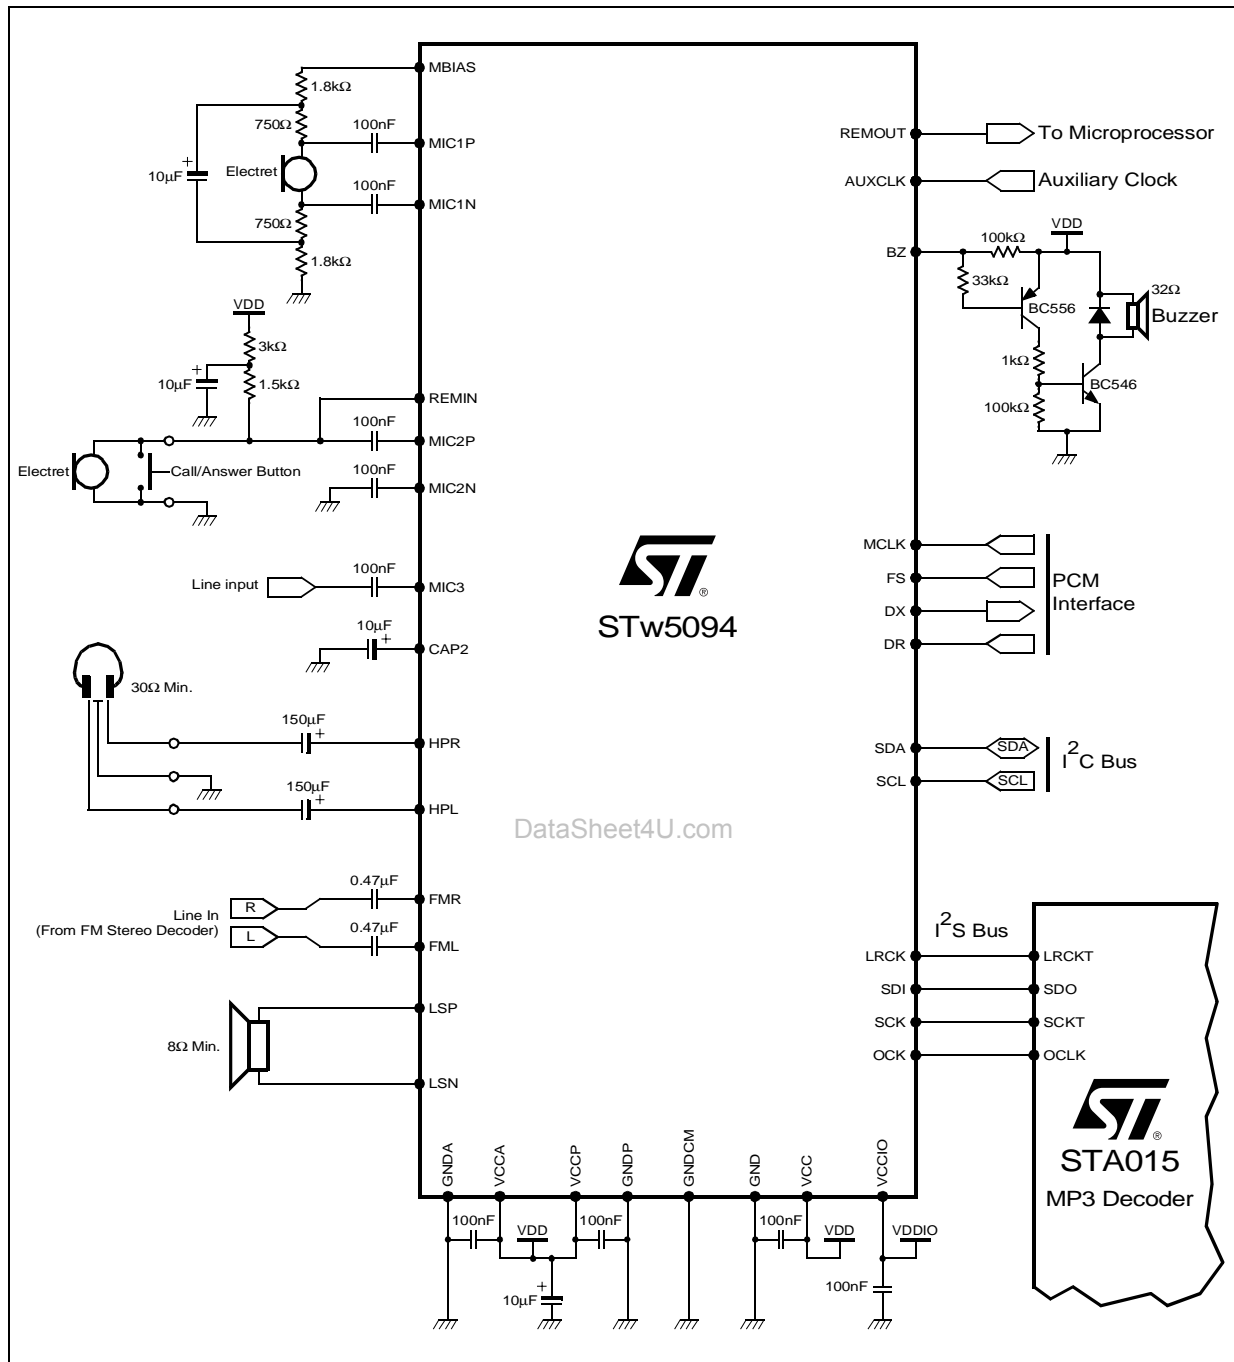 MBIAS
1.8kΩ
750Ω
100nF
MIC1P
Electret
+
10µF
100nF
MIC1N
750Ω
1.8kΩ
VDD
3kΩ
+
10µF
1.5kΩ
REMIN
100nF
MIC2P
Electret
Call/Answer Button
100nF
MIC2N
Line input
100nF
MIC3
10µF
+
CAP2
30Ω Min.
150µF
+
HPR
150µF
+
HPL
0.47µF
R
FMR
Line In
(From FM Stereo Decoder)
L
0.47µF
FML
LSP
8Ω Min.
LSN
ST
®
STw5094
DataSheet4U.com
REMOUT
To Microprocessor
AUXCLK
Auxiliary Clock
VDD
100kΩ
BZ
33kΩ
BC556
32Ω
Buzzer
1kΩ
BC546
100kΩ
MCLK
FS
DX
DR
PCM
Interface
SDA
SDA
SCL
SCL
I2C Bus
I2S Bus
LRCK
LRCKT
SDI
SDO
SCK
SCKT
OCK
OCLK
ST
®
STA015
MP3 Decoder
GNDA
VCCA
VCCP
GNDP
GNDCM
GND
VCC
VCCIO
100nF
VDD
100nF
100nF
VDD
VDDIO
+
10µF
100nF